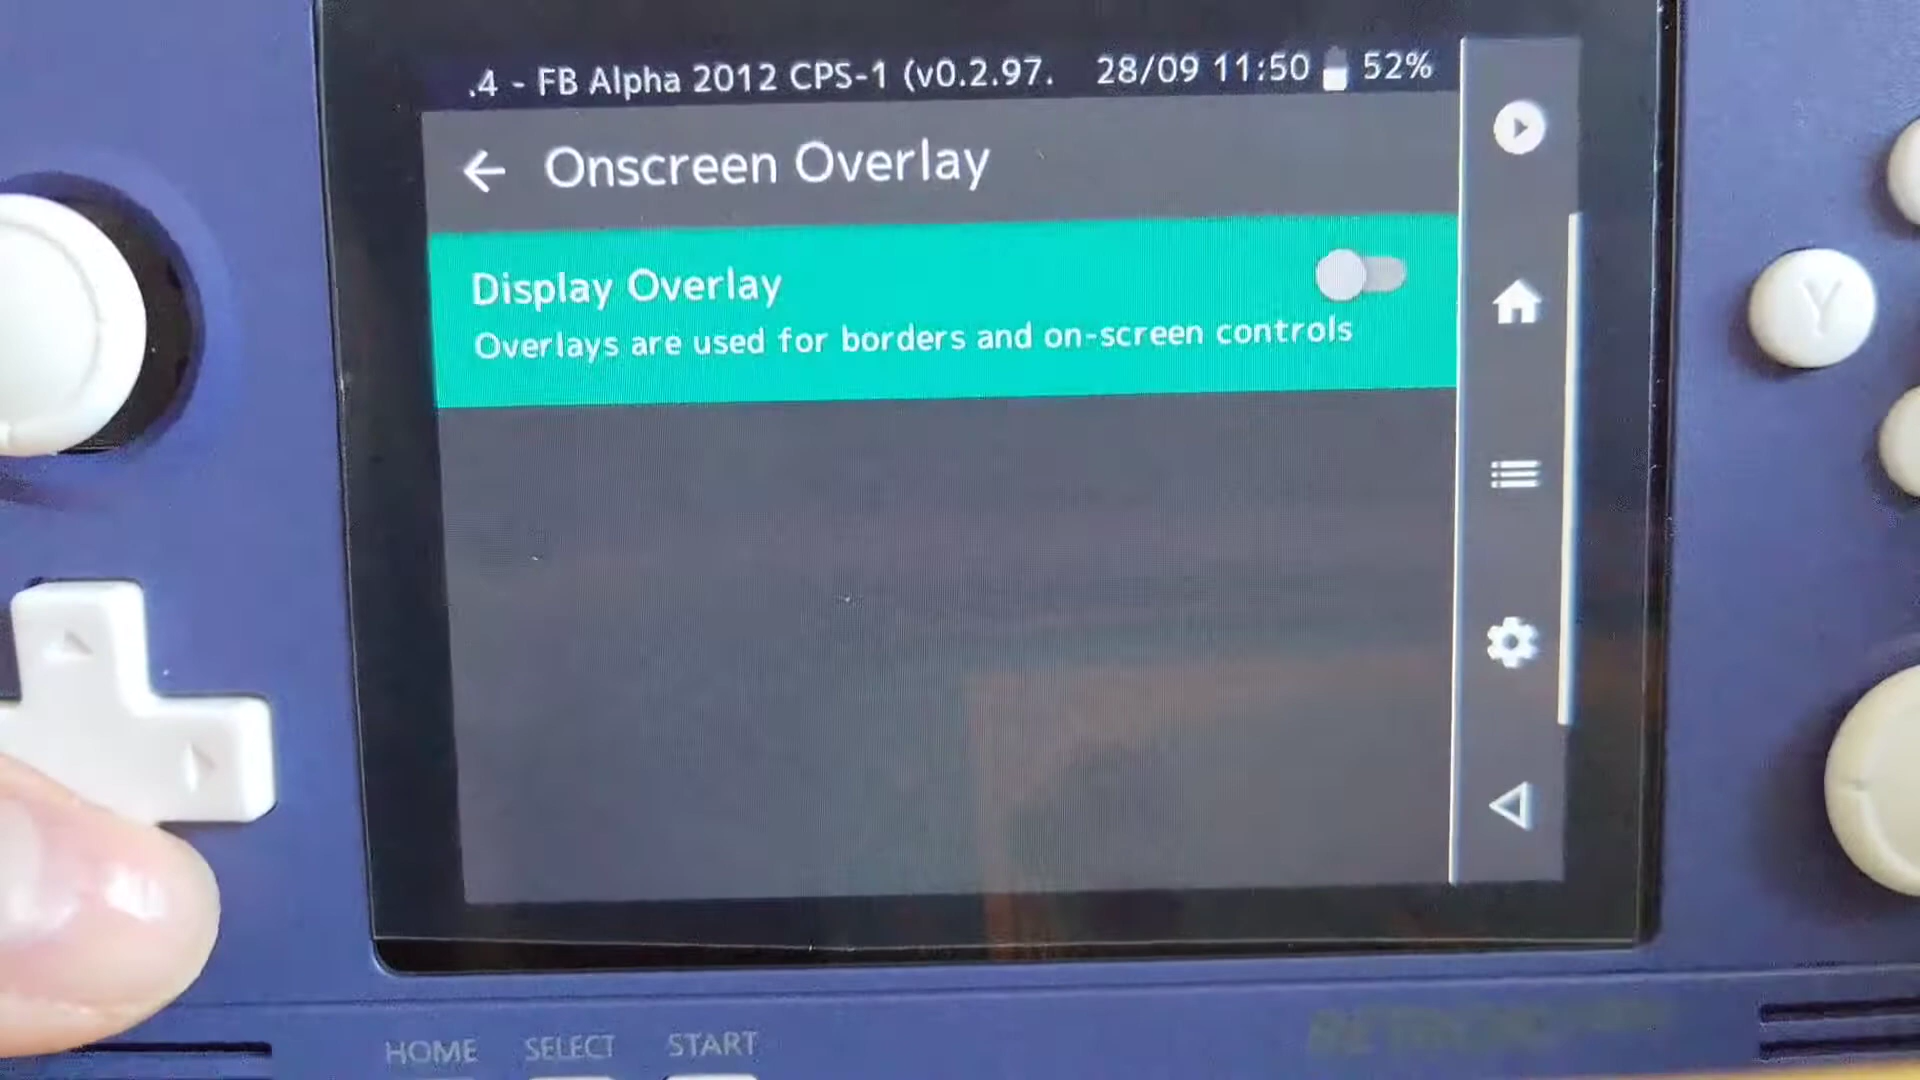 .4 - FB Alpha 2012 CPS-1 (v0.2.97. 28/09 11:50 52%
Onscreen Overlay
Display Overlay
Overlays are used for borders and on-screen controls
Y
HOME SELECT START